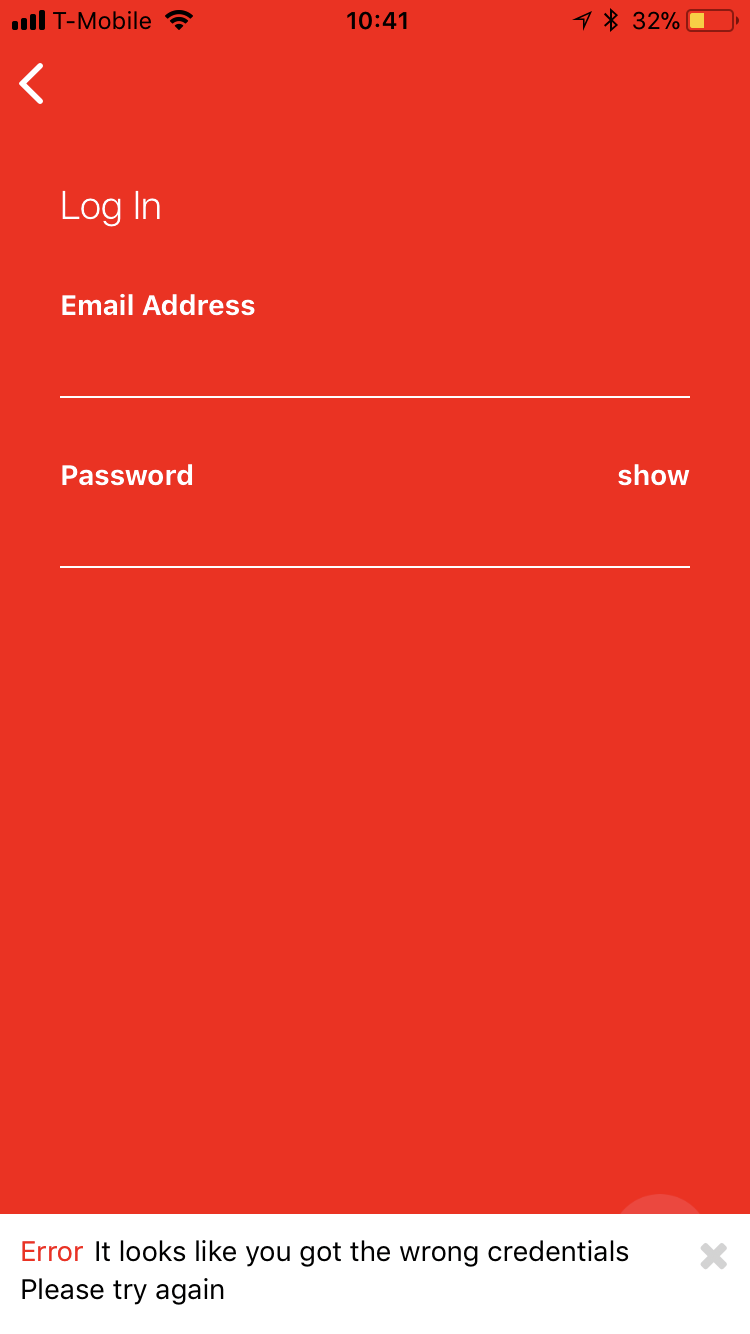 T-Mobile 10:41 32%
Log In
Email Address
Password show
Error It looks like you got the wrong credentials
Please try again